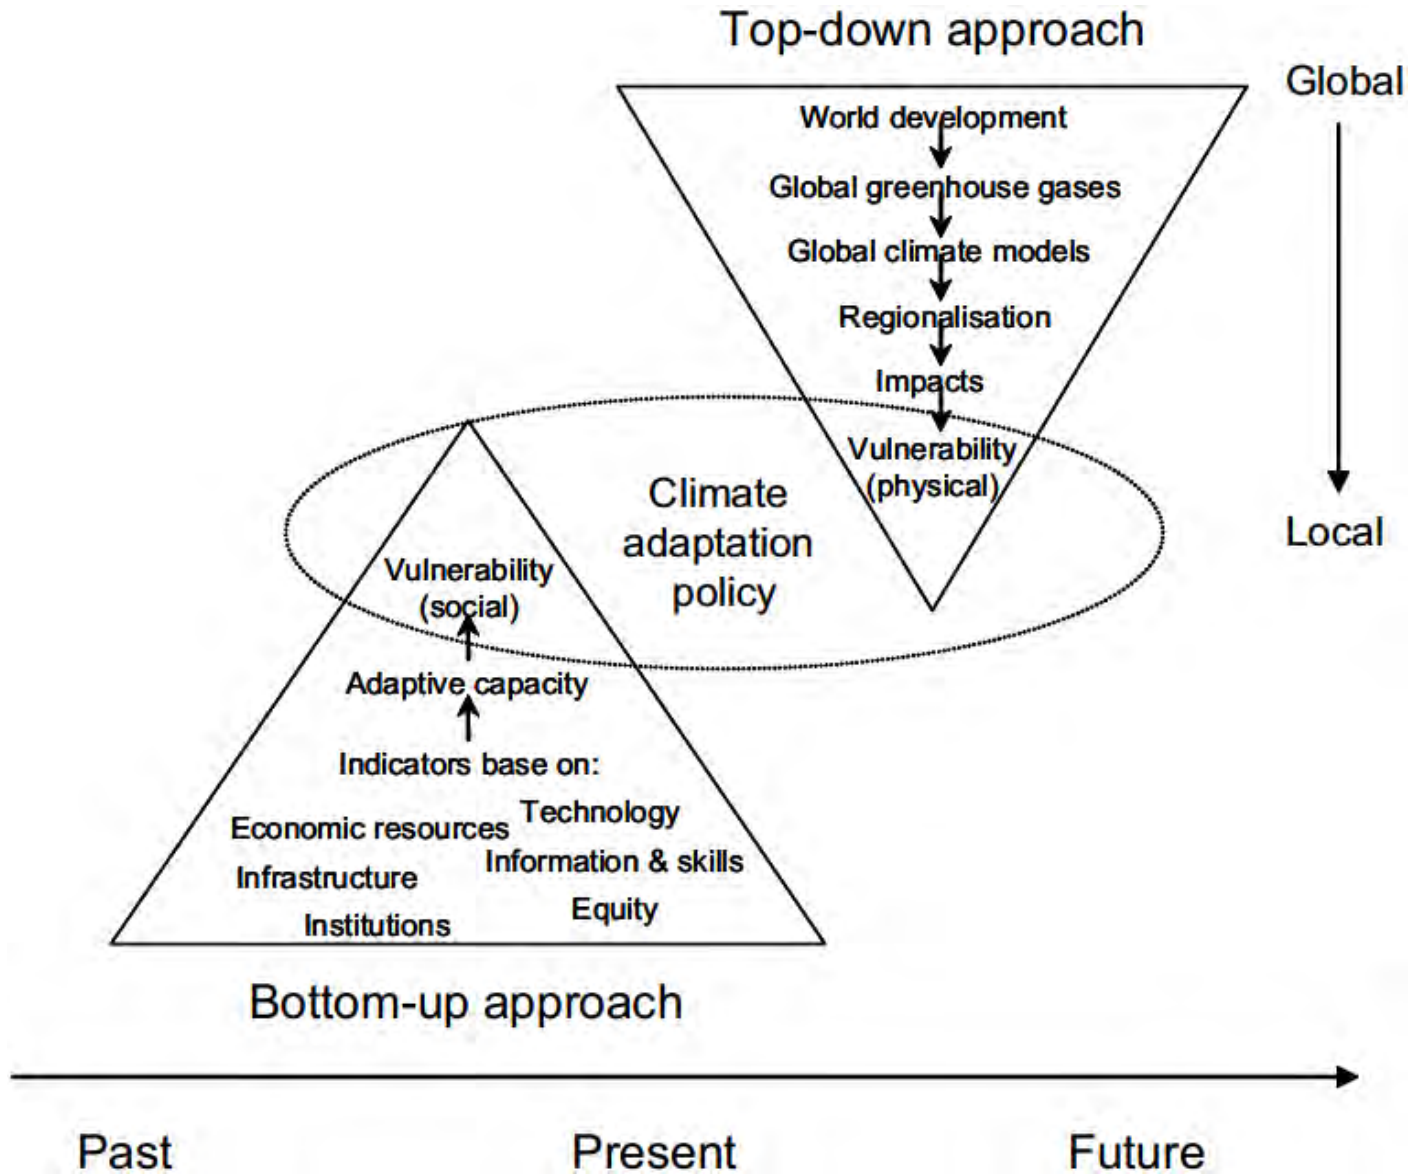 Top-down approach
Global
World development
Global greenhouse gases
Global climate models
Regionalisation
Impacts
Vulnerability
(physical)
Local
Climate
adaptation
policy
Vulnerability
(social)
Adaptive capacity
Indicators base on:
Technology
Economic resources
Information & skills
Infrastructure
Equity
Institutions
Bottom-up approach
Past
Present
Future